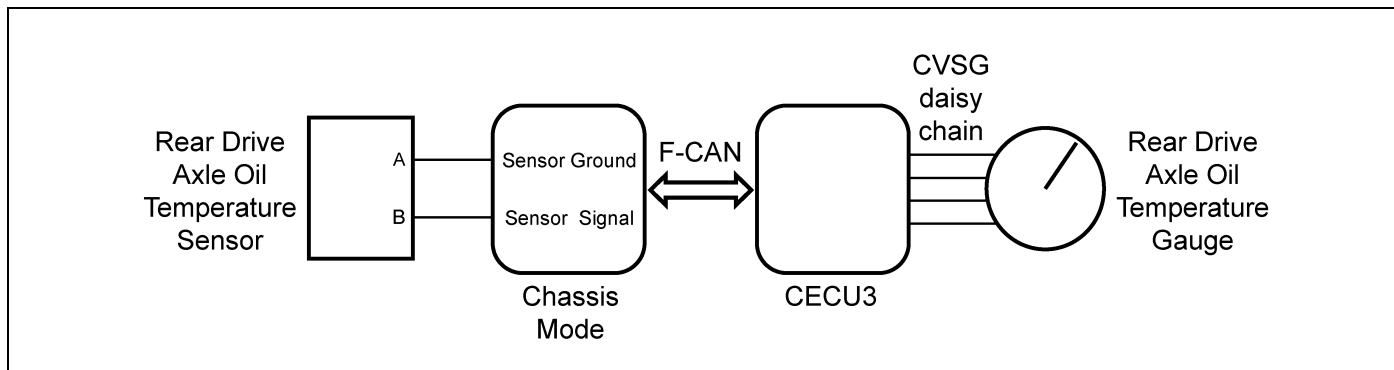 Rear Drive
Axle Oil
Temperature
Sensor
A
B
Sensor Ground
Sensor Signal
Chassis
Mode
F-CAN
CECU3
CVSG
daisy
chain
Rear Drive
Axle Oil
Temperature
Gauge